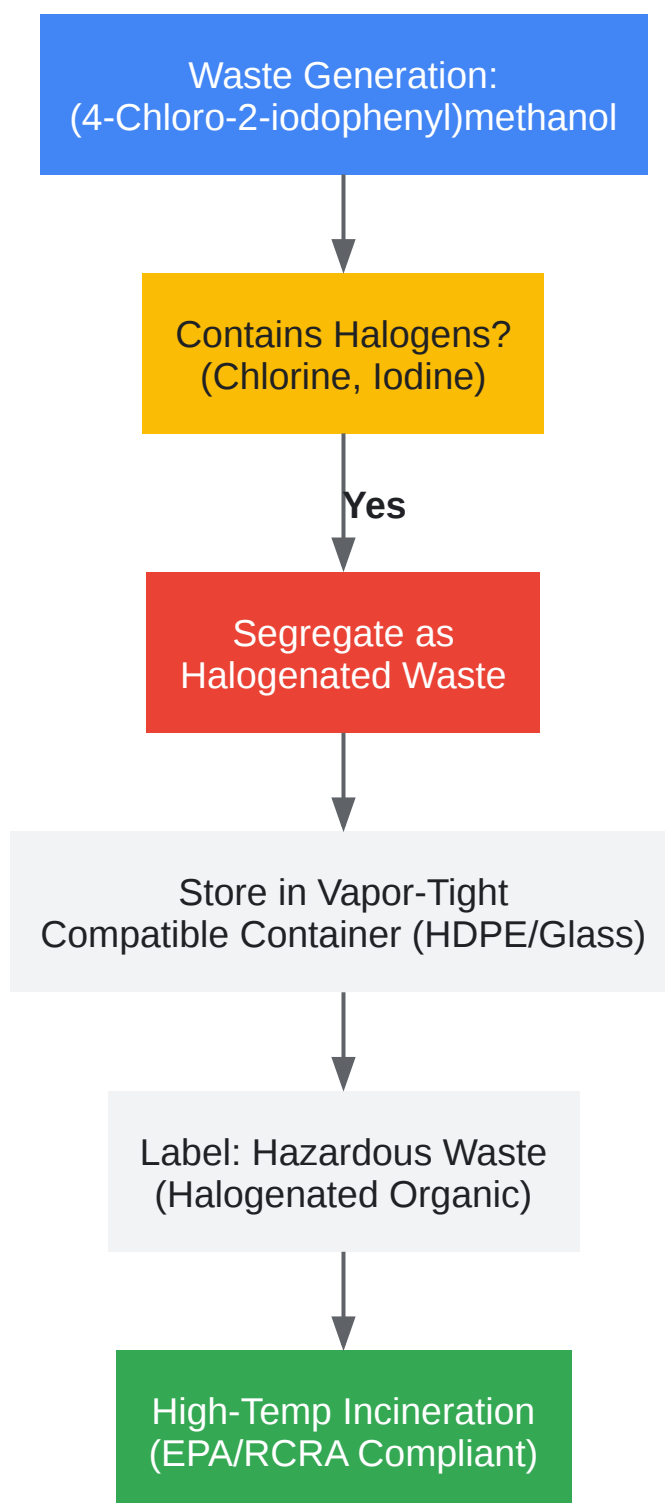 Waste Generation:
(4-Chloro-2-iodophenyl)methanol
Contains Halogens?
(Chlorine, Iodine)
Yes
Segregate as
Halogenated Waste
Store in Vapor-Tight
Compatible Container (HDPE/Glass)
Label: Hazardous Waste
(Halogenated Organic)
High-Temp Incineration
(EPA/RCRA Compliant)